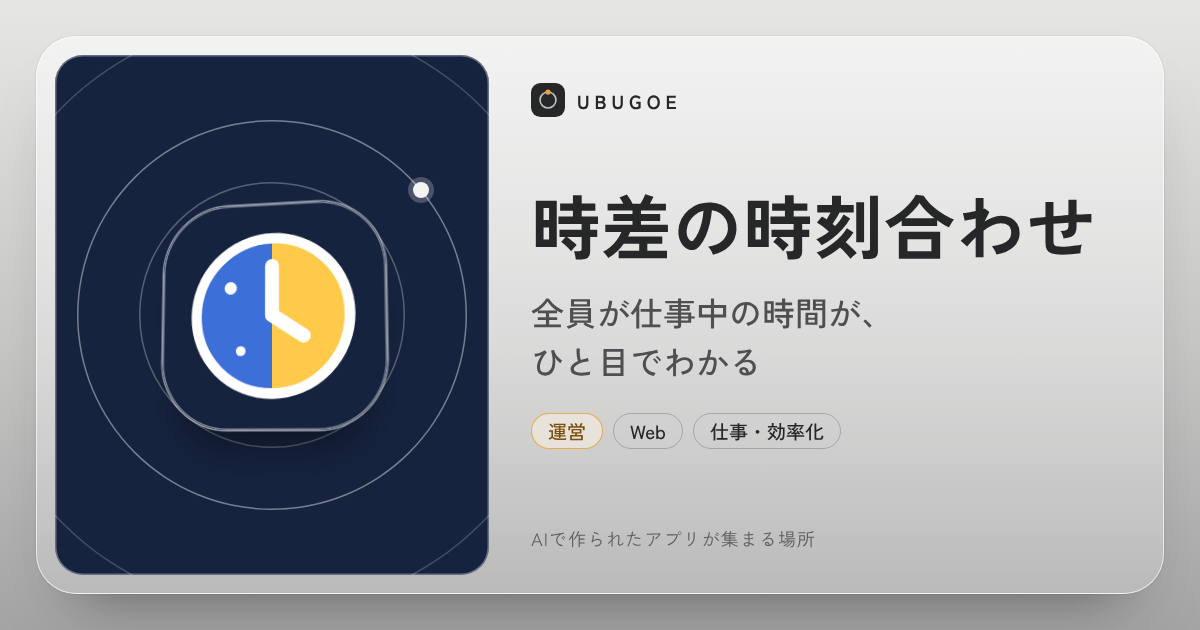 UBUGOE
時差の時刻合わせ
全員が仕事中の時間が、
ひと目でわかる
運営 Web 仕事・効率化
AIで作られたアプリが集まる場所